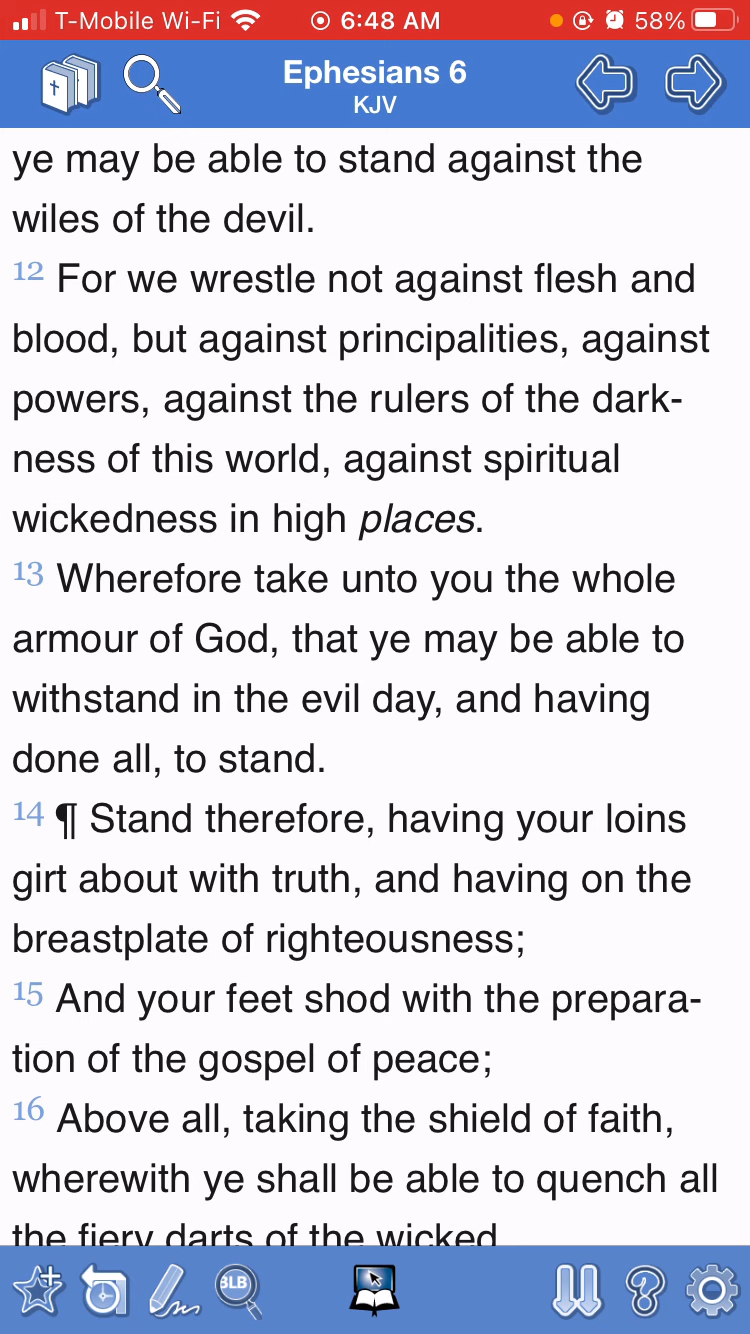 T-Mobile Wi-Fi 6:48 AM 58%
Ephesians 6
KJV
ye may be able to stand against the
wiles of the devil.
12 For we wrestle not against flesh and
blood, but against principalities, against
powers, against the rulers of the dark-
ness of this world, against spiritual
wickedness in high places.
13 Wherefore take unto you the whole
armour of God, that ye may be able to
withstand in the evil day, and having
done all, to stand.
14 ¶ Stand therefore, having your loins
girt about with truth, and having on the
breastplate of righteousness;
15 And your feet shod with the prepara-
tion of the gospel of peace;
16 Above all, taking the shield of faith,
wherewith ye shall be able to quench all
the fiery darts of the wicked
BLB